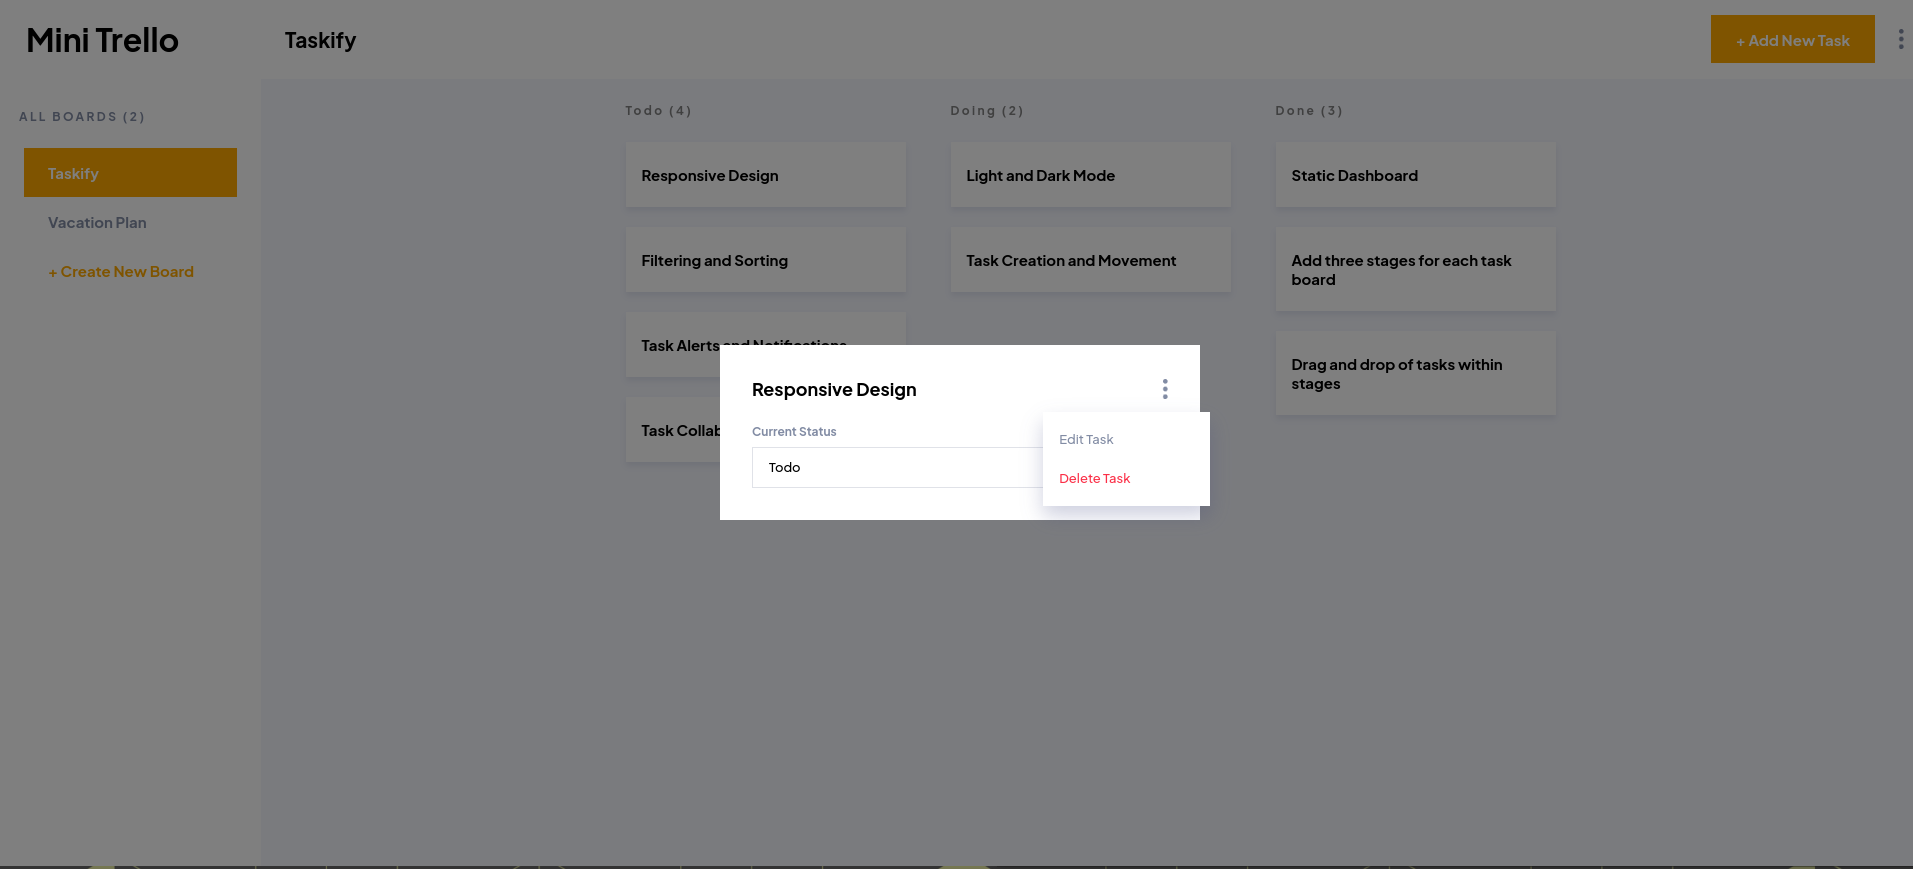 Mini Trello
Taskify
+ Add New Task
ALL BOARDS (2)
Taskify
Vacation Plan
+ Create New Board
Todo (4)
Responsive Design
Filtering and Sorting
Task Alerts and Notifications
Task Collab
Doing (2)
Light and Dark Mode
Task Creation and Movement
Done (3)
Static Dashboard
Add three stages for each task
board
Drag and drop of tasks within
stages
Responsive Design
Current Status
Todo
Edit Task
Delete Task